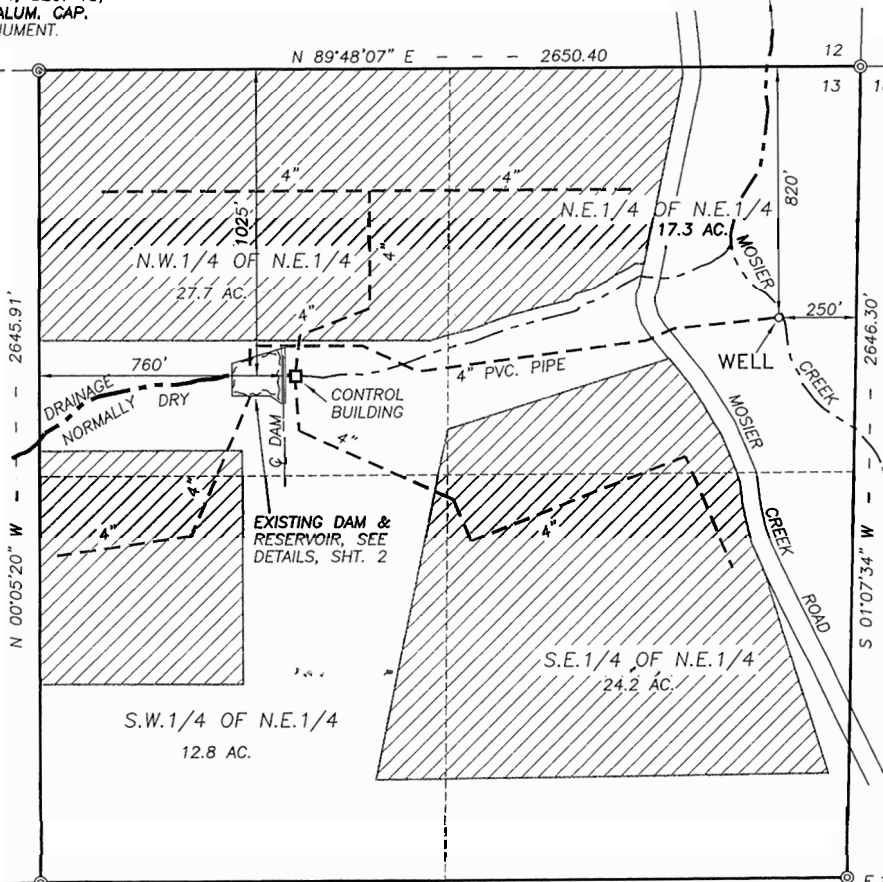 ALUM. CAP.
N 89°48'07" E - - - 2650.40
12
13
4"
4"
1025'
820'
N.E.1/4 OF N.E.1/4
17.3 AC.
4"
N.W.1/4 OF N.E.1/4
27.7 AC.
MOSIER
4"
250'
N 00°05'20" W - - - 2645.91'
S 01°07'34" W - - - 2646.30'
760'
4" PVC. PIPE
WELL
CREEK
DRAINAGE
NORMALLY DRY
CONTROL
BUILDING
MOSIER
℄ DAM
4"
4"
4"
4"
EXISTING DAM &
RESERVOIR, SEE
DETAILS, SHT. 2
CREEK
ROAD
S.E.1/4 OF N.E.1/4
24.2 AC.
S.W.1/4 OF N.E.1/4
12.8 AC.